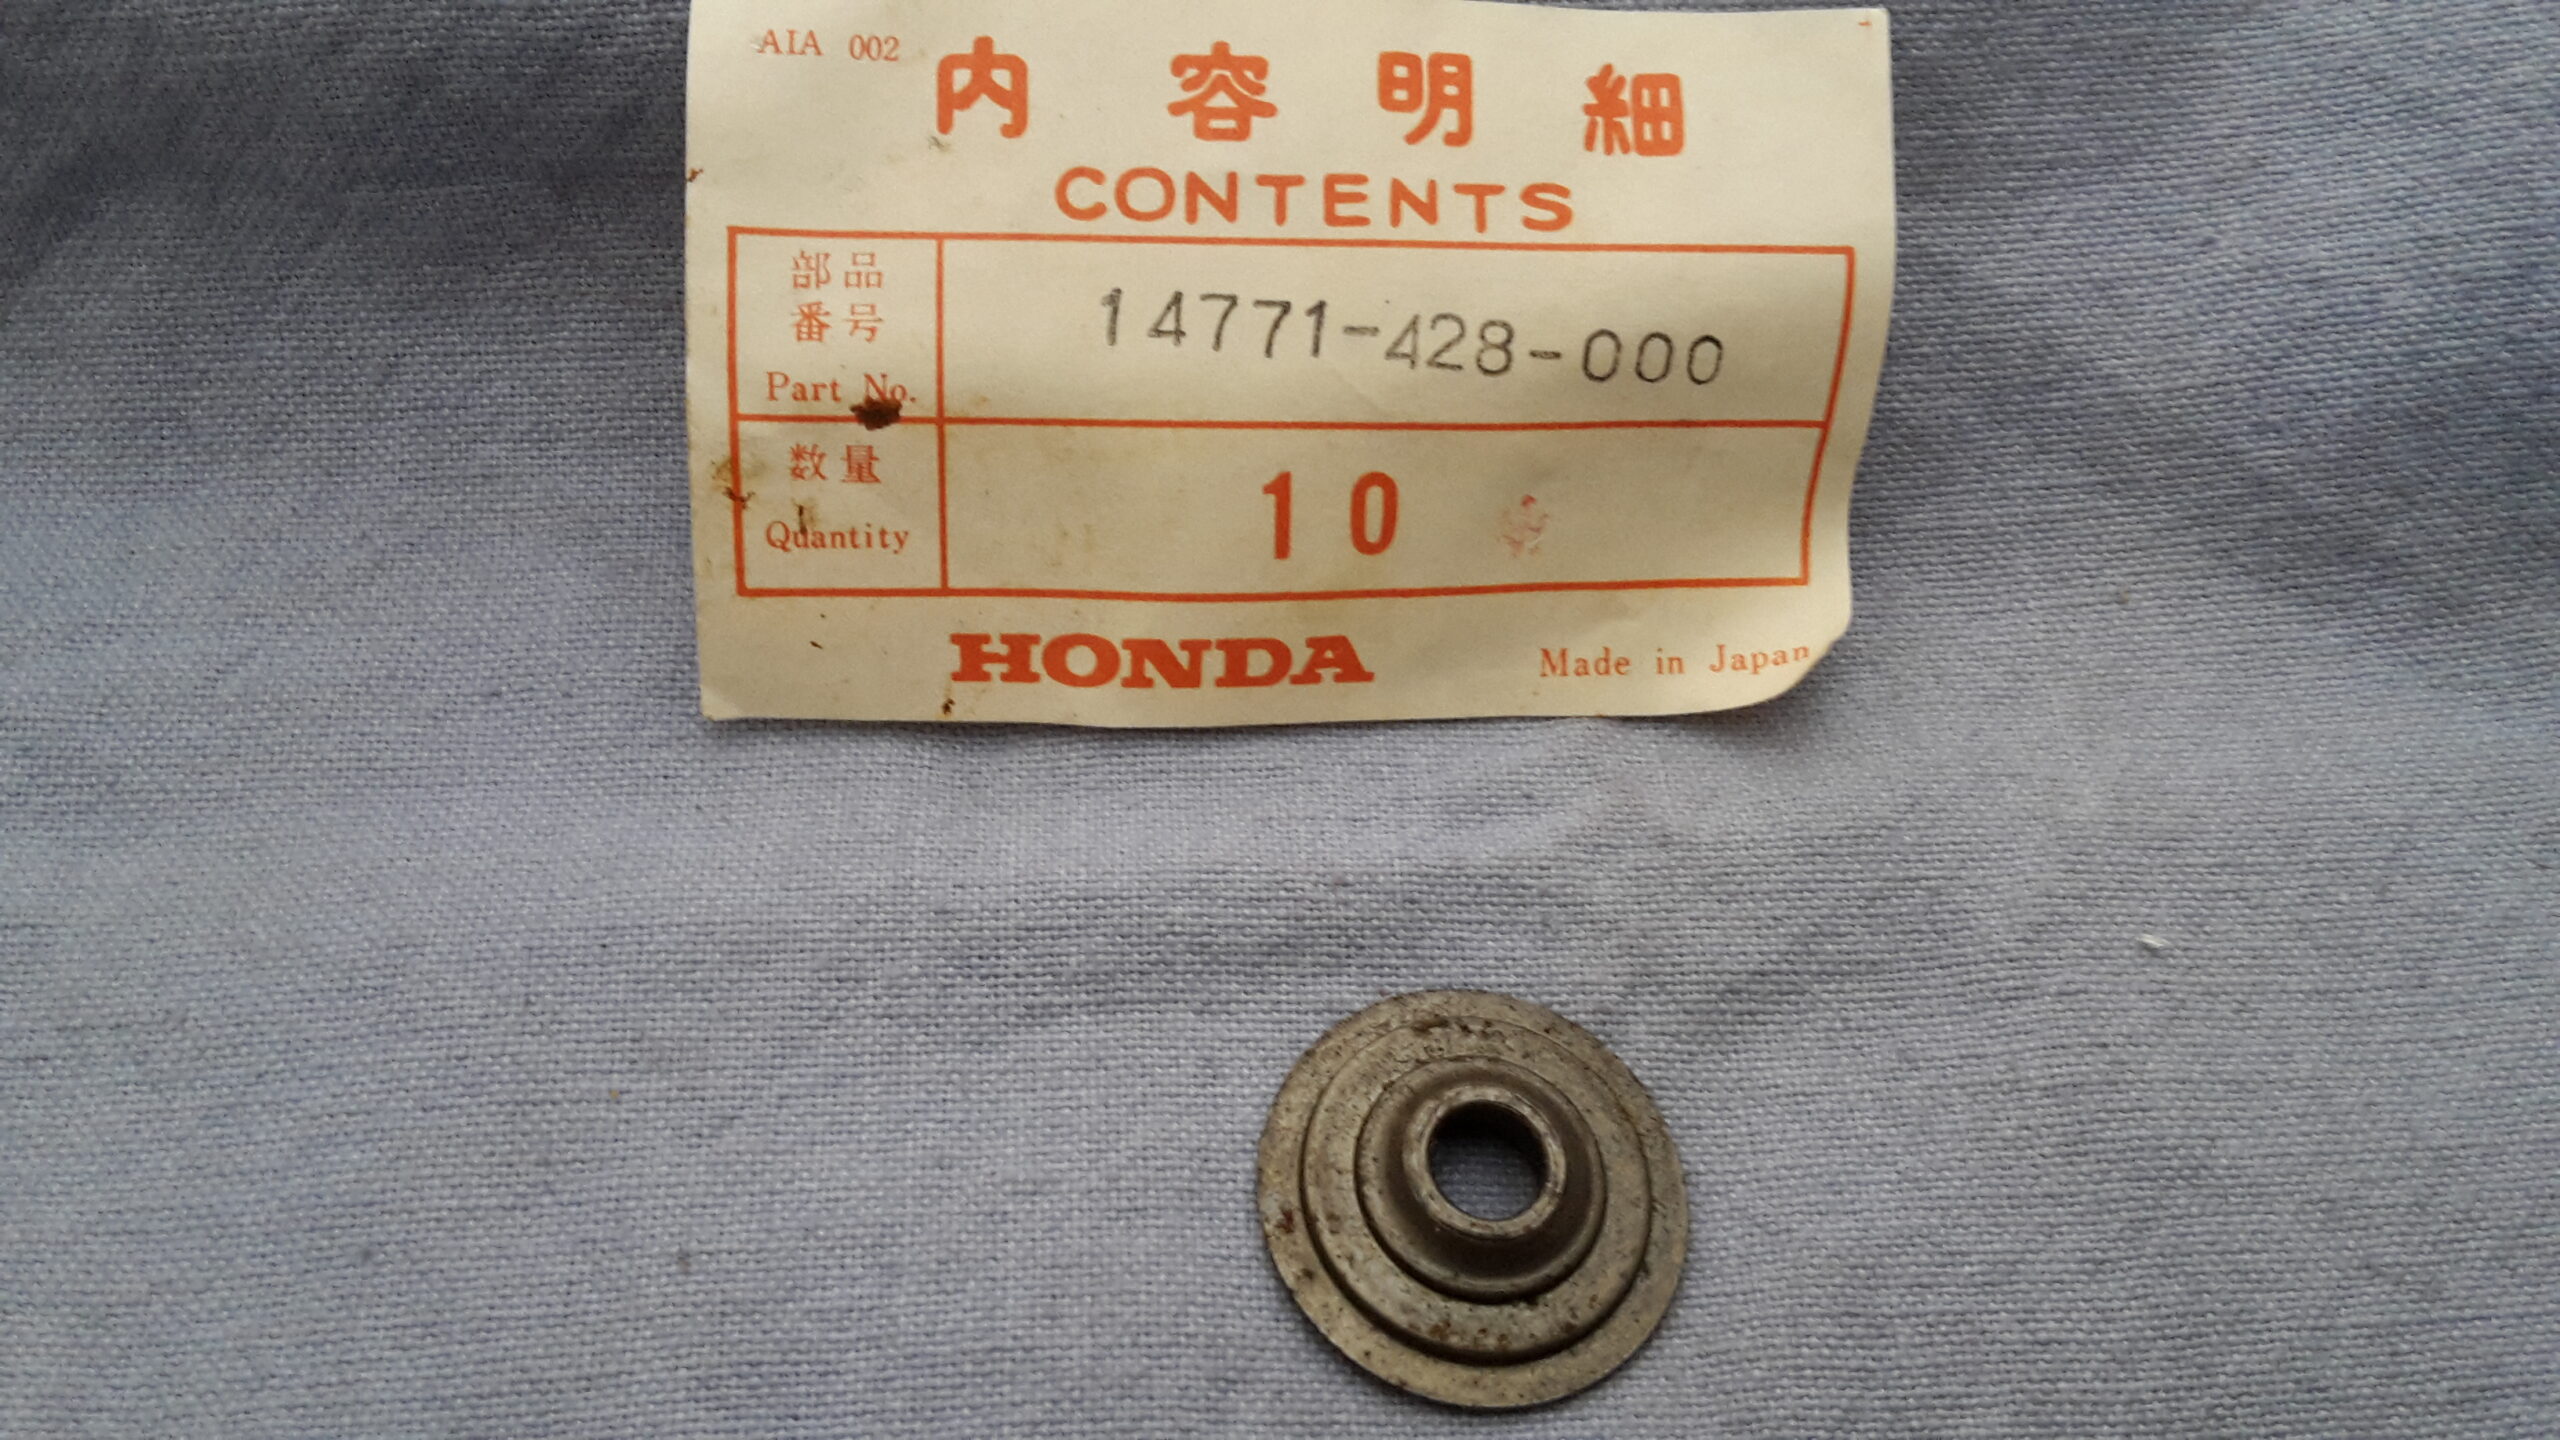 AIA 002
内容明細
CONTENTS
部品
番号
Part No.
14771-428-000
数量
Quantity
10
HONDA
Made in Japan